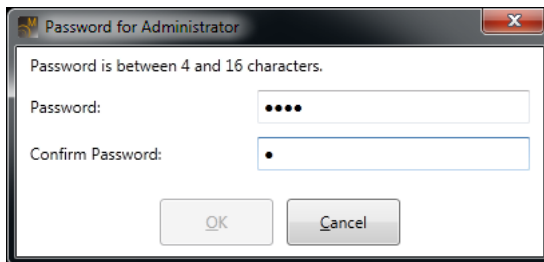 Password for Administrator
Password is between 4 and 16 characters.
Password: ●●●●
Confirm Password: ●
OK Cancel